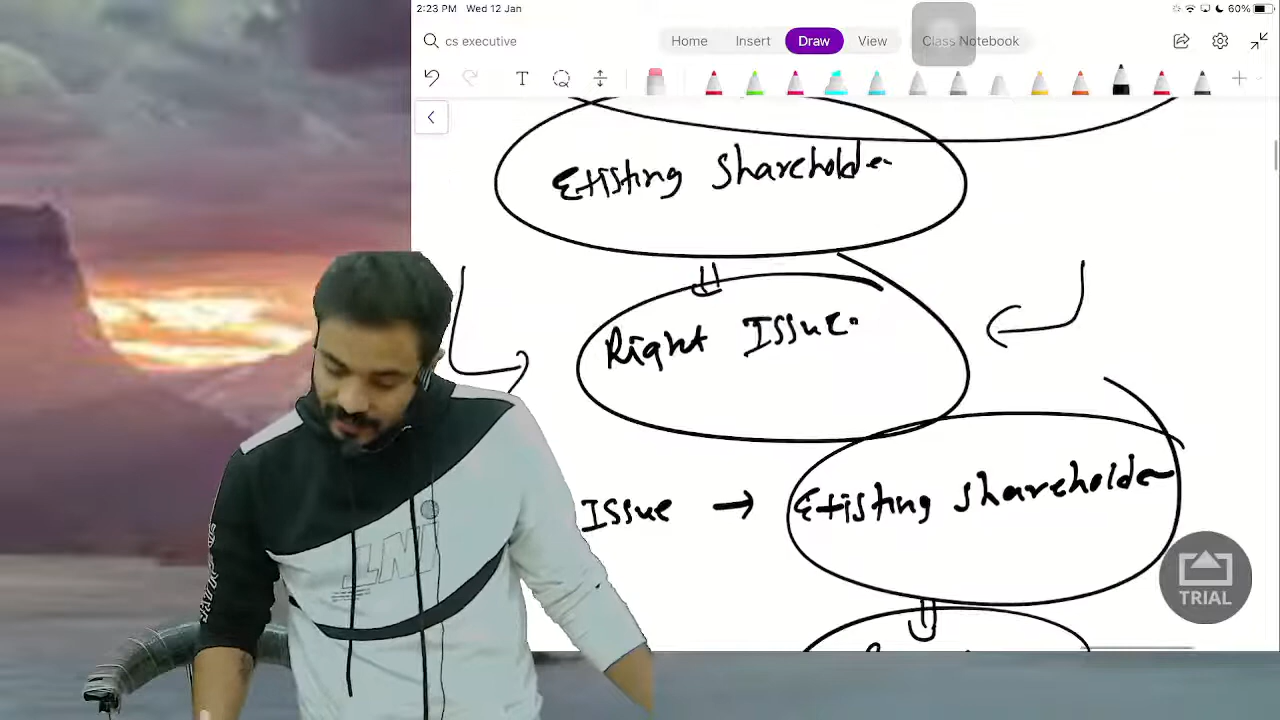 2:23 PM Wed 12 Jan
60%
cs executive
Home Insert Draw View Class Notebook
T
Existing Shareholder
Right Issue
Issue → Existing shareholder
TRIAL